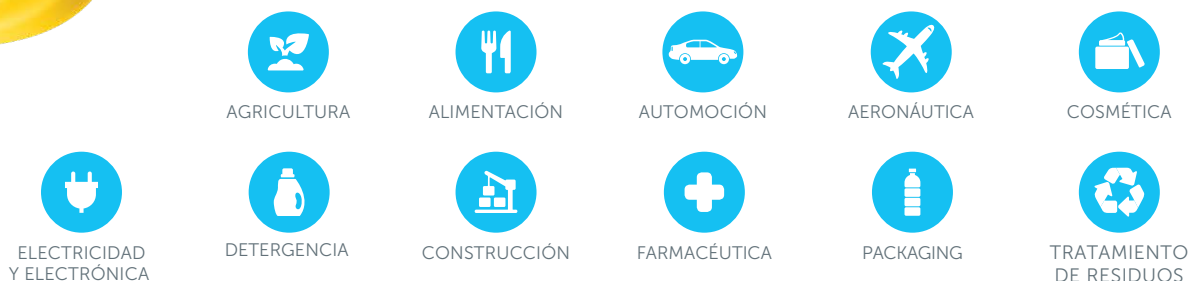 AGRICULTURA
ALIMENTACIÓN
AUTOMOCIÓN
AERONÁUTICA
COSMÉTICA
ELECTRICIDAD
Y ELECTRÓNICA
DETERGENCIA
CONSTRUCCIÓN
FARMACÉUTICA
PACKAGING
TRATAMIENTO
DE RESIDUOS